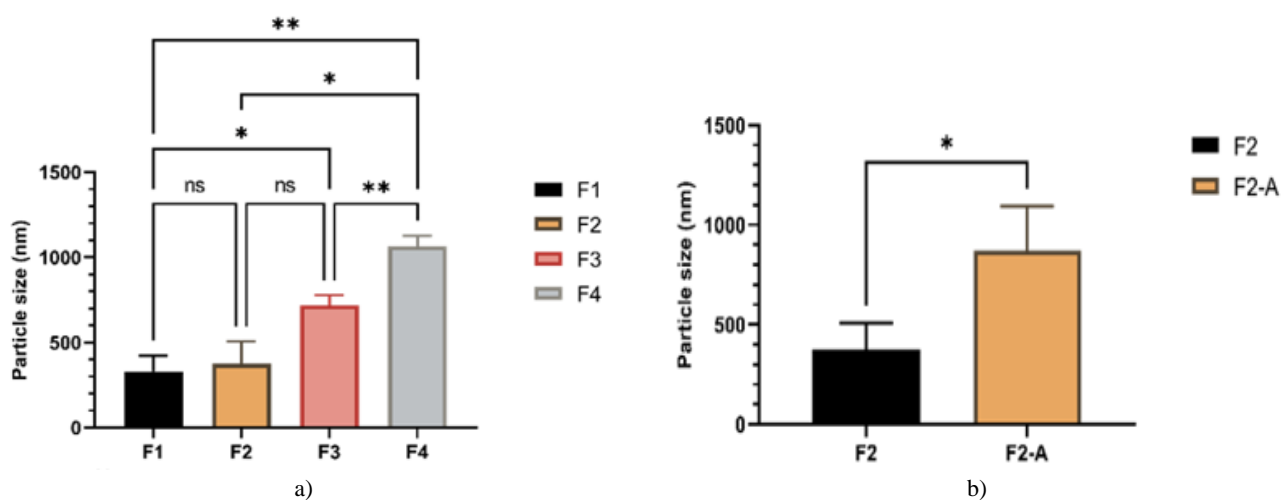 **
*
*
ns
ns
**
1500
1000
500
0
Particle size (nm)
F1
F2
F3
F4
F1
F2
F3
F4
a)
*
1500
1000
500
0
Particle size (nm)
F2
F2-A
F2
F2-A
b)